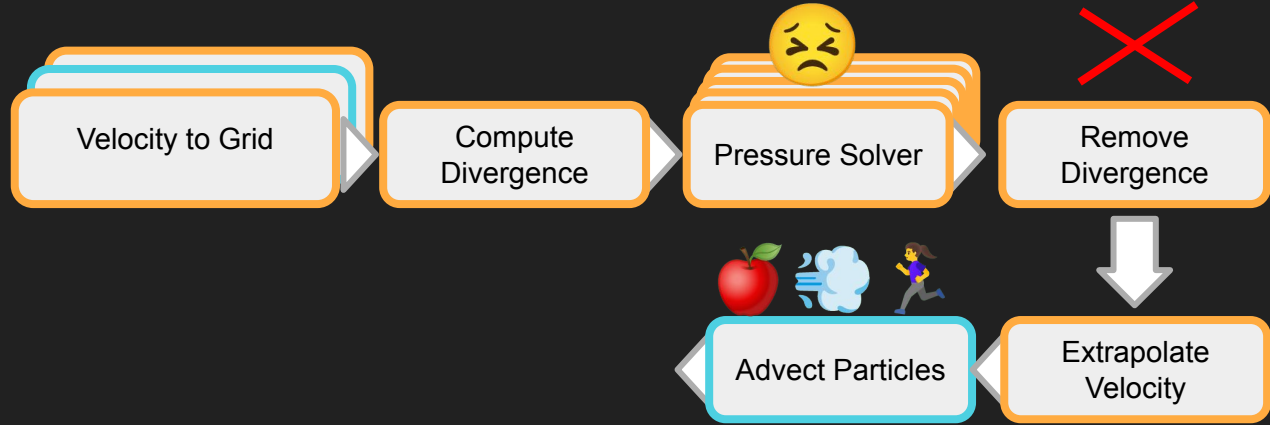 Velocity to Grid
Compute
Divergence
Pressure Solver
Remove
Divergence
Extrapolate
Velocity
Advect Particles